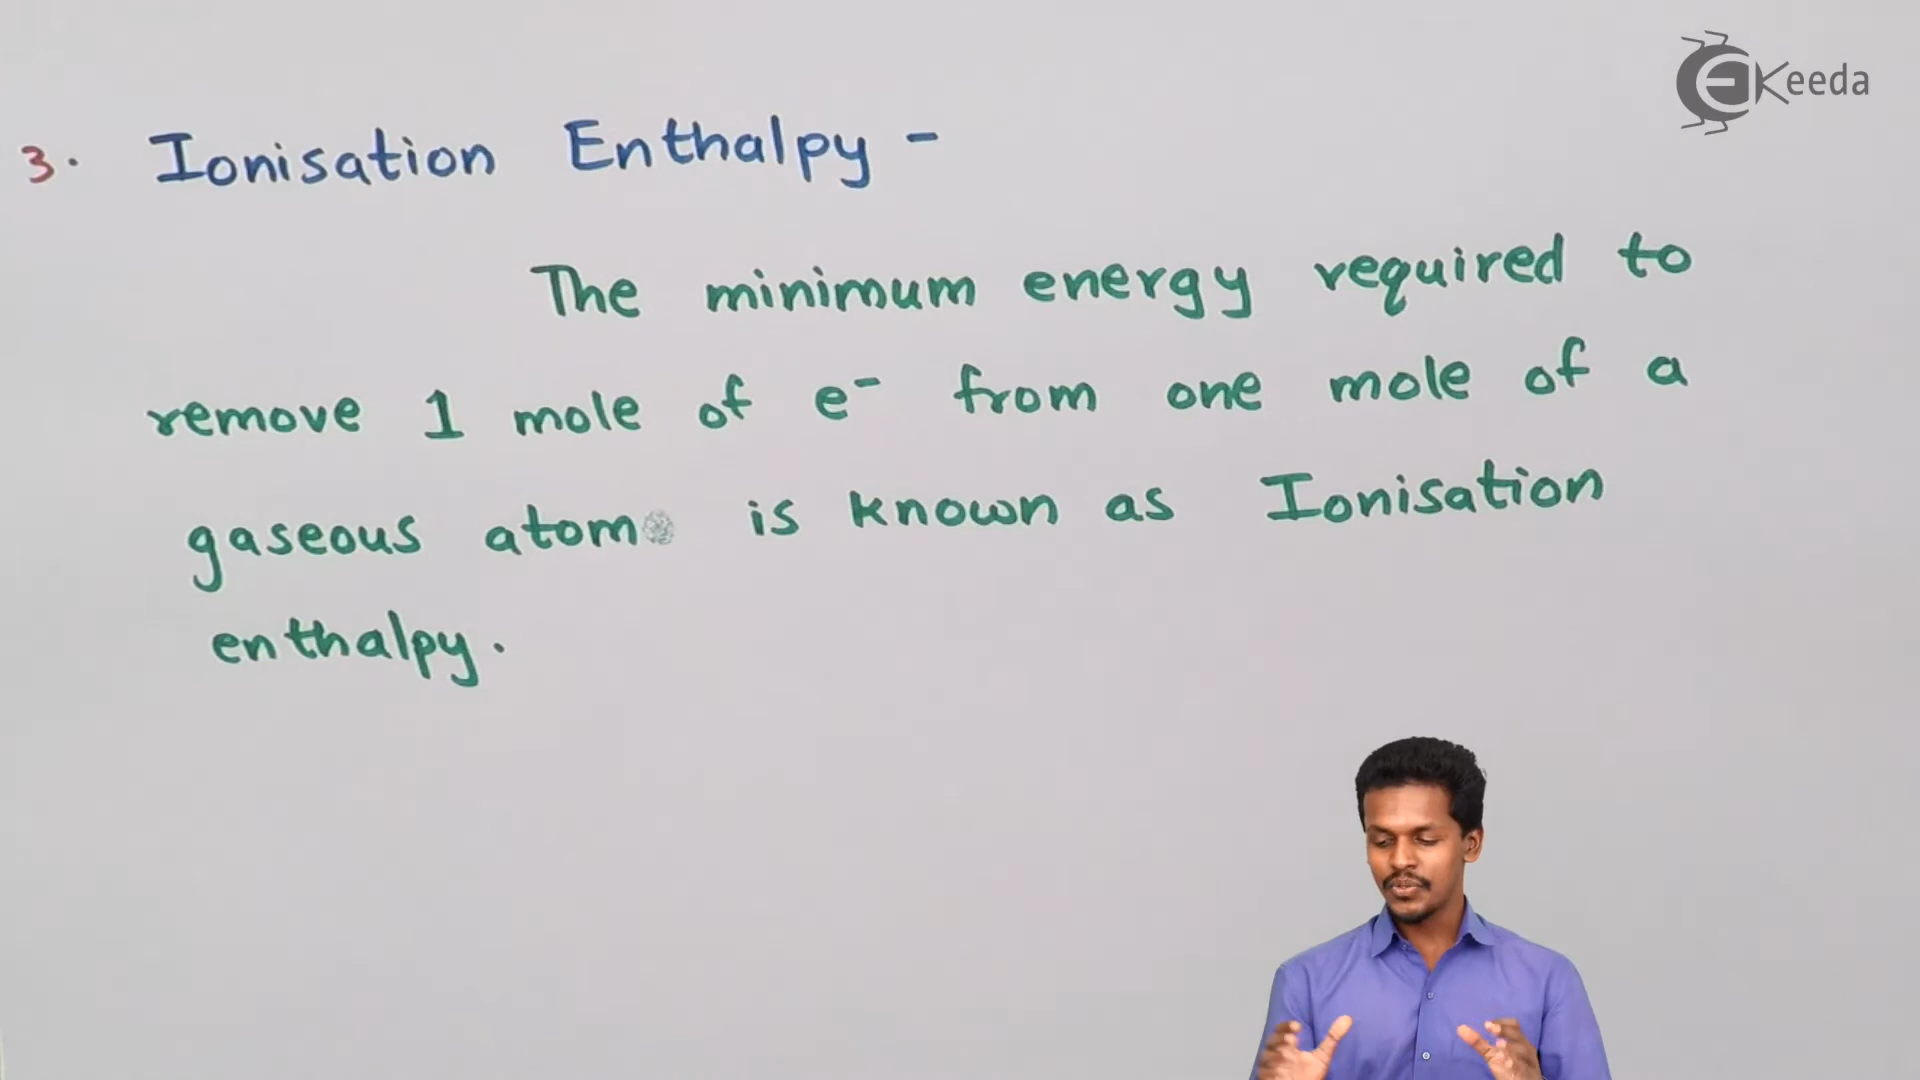 EKeeda
3. Ionisation Enthalpy -
The minimum energy required to
remove 1 mole of e⁻ from one mole of a
gaseous atom is known as Ionisation
enthalpy.